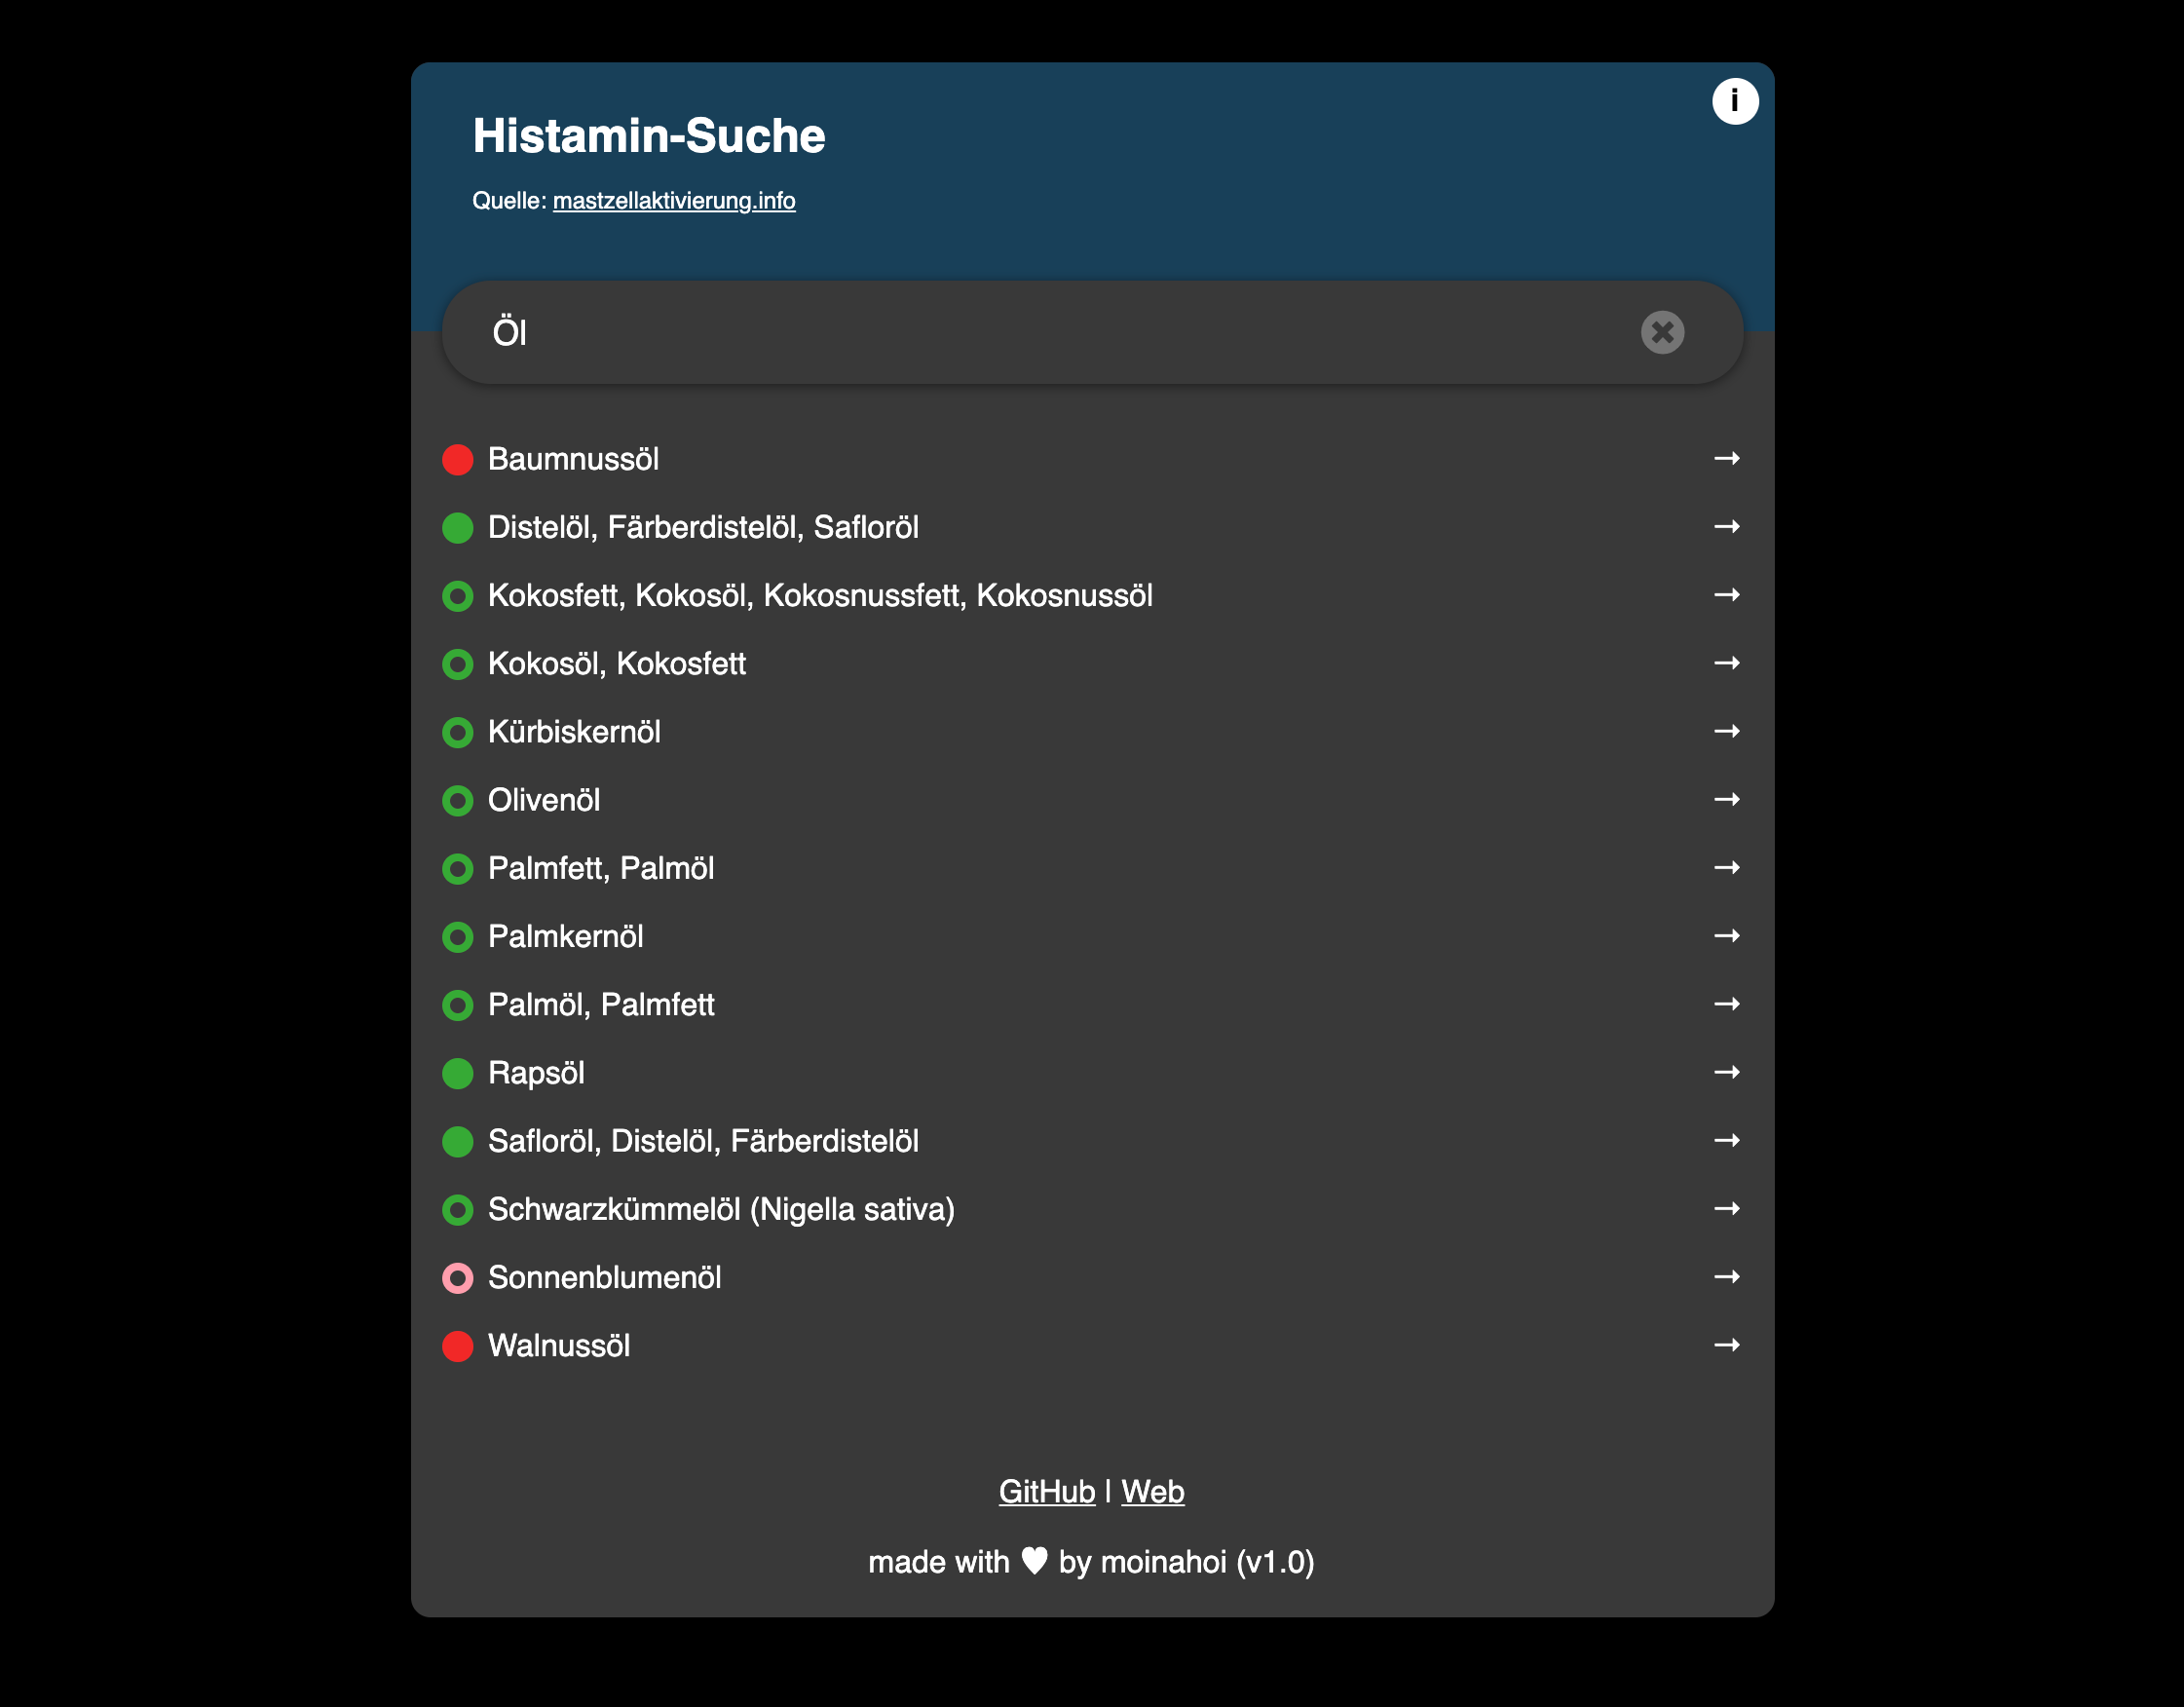 i
Histamin-Suche
Quelle: mastzellaktivierung.info
Öl
Baumnussöl →
Distelöl, Färberdistelöl, Safloröl →
Kokosfett, Kokosöl, Kokosnussfett, Kokosnussöl →
Kokosöl, Kokosfett →
Kürbiskernöl →
Olivenöl →
Palmfett, Palmöl →
Palmkernöl →
Palmöl, Palmfett →
Rapsöl →
Safloröl, Distelöl, Färberdistelöl →
Schwarzkümmelöl (Nigella sativa) →
Sonnenblumenöl →
Walnussöl →
GitHub | Web
made with ♥ by moinahoi (v1.0)